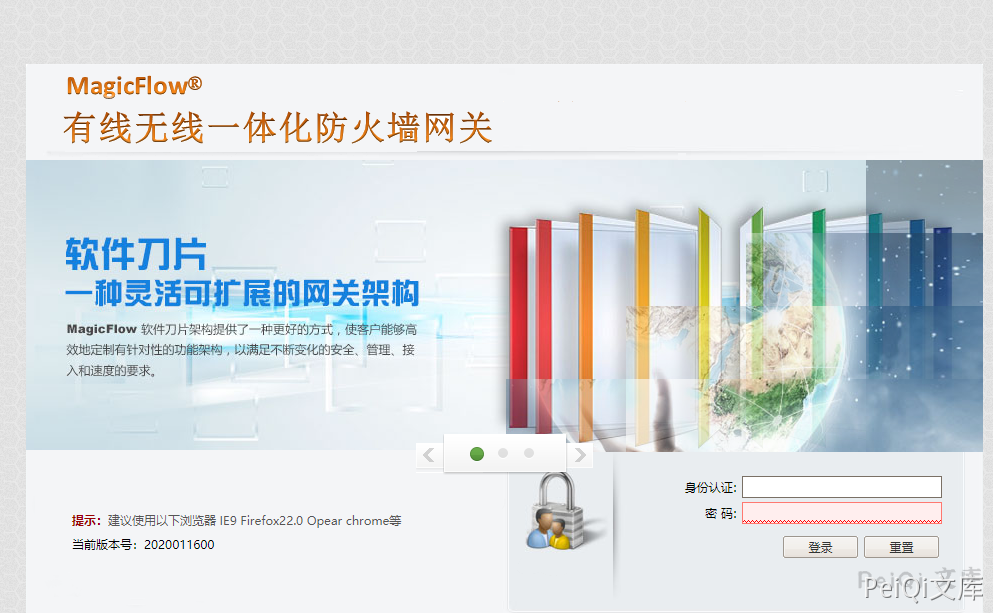 MagicFlow®
有线无线一体化防火墙网关
软件刀片
一种灵活可扩展的网关架构
MagicFlow 软件刀片架构提供了一种更好的方式，使客户能够高
效地定制有针对性的功能架构，以满足不断变化的安全、管理、接
入和速度的要求。
身份认证:
密 码:
登录 重置
提示：建议使用以下浏览器 IE9 Firefox22.0 Opear chrome等
当前版本号：2020011600
PeiQi 文库
PeiQi文库